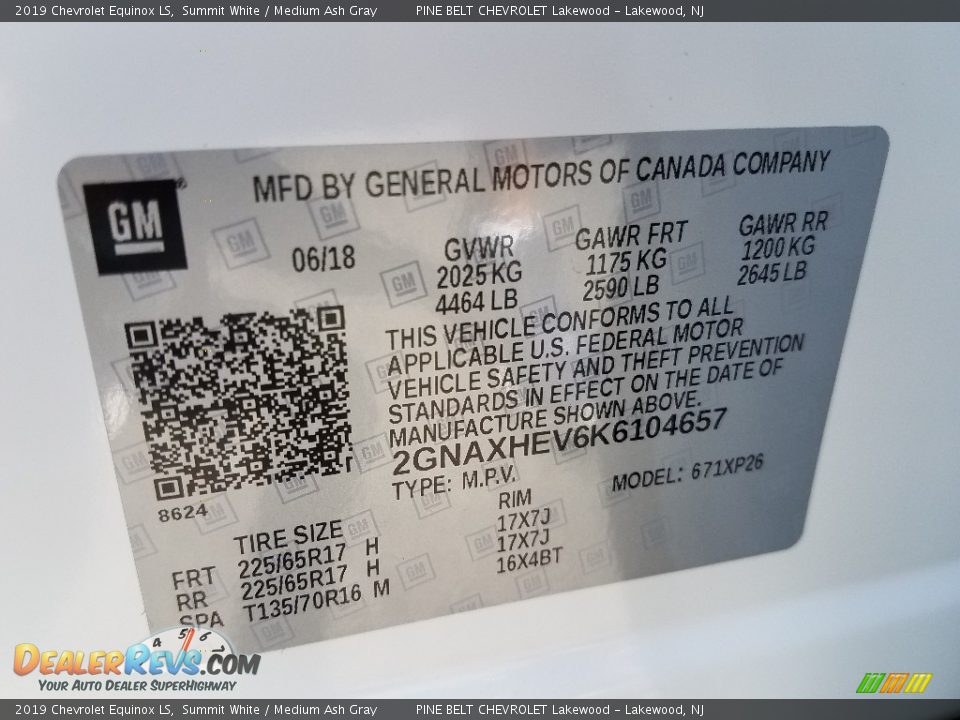 2019 Chevrolet Equinox LS, Summit White / Medium Ash Gray PINE BELT CHEVROLET Lakewood - Lakewood, NJ
GM
MFD BY GENERAL MOTORS OF CANADA COMPANY
06/18 GVWR GAWR FRT GAWR RR
2025 KG 1175 KG 1200 KG
4464 LB 2590 LB 2645 LB
THIS VEHICLE CONFORMS TO ALL
APPLICABLE U.S. FEDERAL MOTOR
VEHICLE SAFETY AND THEFT PREVENTION
STANDARDS IN EFFECT ON THE DATE OF
MANUFACTURE SHOWN ABOVE.
2GNAXHEV6K6104657
TYPE: M.P.V. MODEL: 671XP26
8624
TIRE SIZE RIM
FRT 225/65R17 H 17X7J
RR 225/65R17 H 17X7J
SPA T135/70R16 M 16X4BT
4 5 6
DEALERREVS.COM
YOUR AUTO DEALER SUPERHIGHWAY
2019 Chevrolet Equinox LS, Summit White / Medium Ash Gray PINE BELT CHEVROLET Lakewood - Lakewood, NJ